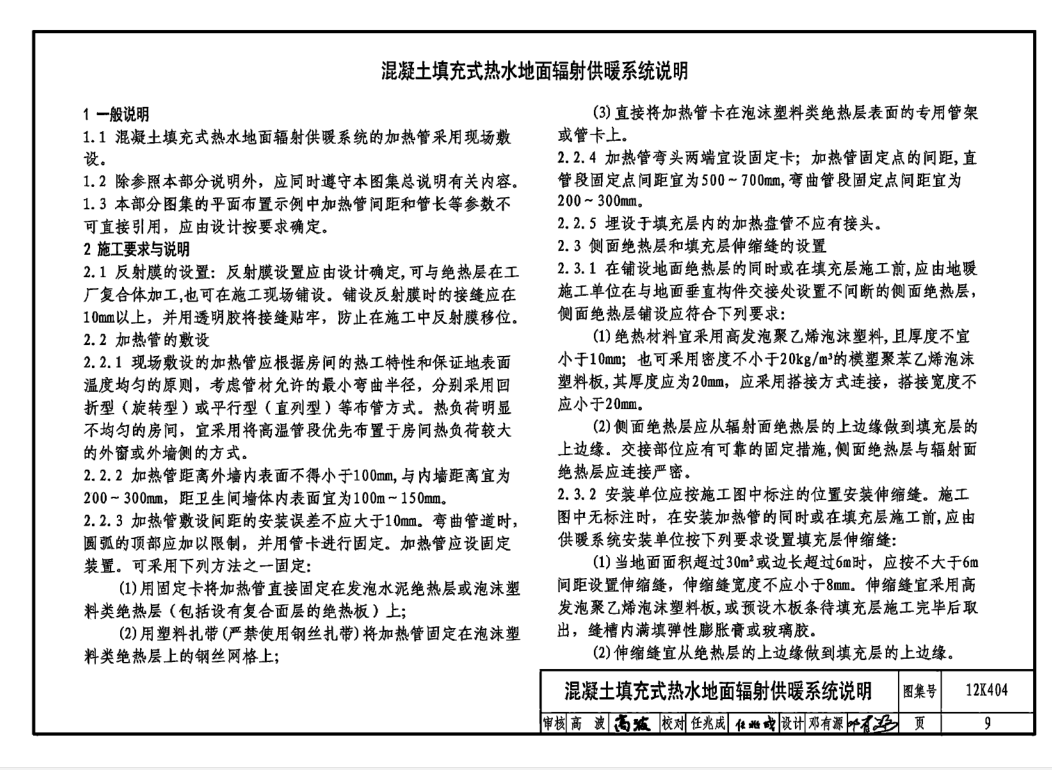 混凝土填充式热水地面辐射供暖系统说明
1 一般说明
1.1 混凝土填充式热水地面辐射供暖系统的加热管采用现场敷
设。
1.2 除参照本部分说明外，应同时遵守本图集总说明有关内容。
1.3 本部分图集的平面布置示例中加热管间距和管长等参数不
可直接引用，应由设计按要求确定。
2 施工要求与说明
2.1 反射膜的设置：反射膜设置应由设计确定,可与绝热层在工
厂复合体加工,也可在施工现场铺设。铺设反射膜时的接缝应在
10mm以上，并用透明胶将接缝贴牢，防止在施工中反射膜移位。
2.2 加热管的敷设
2.2.1 现场敷设的加热管应根据房间的热工特性和保证地表面
温度均匀的原则，考虑管材允许的最小弯曲半径，分别采用回
折型（旋转型）或平行型（直列型）等布管方式。热负荷明显
不均匀的房间，宜采用将高温管段优先布置于房间热负荷较大
的外窗或外墙侧的方式。
2.2.2 加热管距离外墙内表面不得小于100mm,与内墙距离宜为
200～300mm，距卫生间墙体内表面宜为100m～150mm。
2.2.3 加热管敷设间距的安装误差不应大于10mm。弯曲管道时，
圆弧的顶部应加以限制，并用管卡进行固定。加热管应设固定
装置。可采用下列方法之一固定：
(1)用固定卡将加热管直接固定在发泡水泥绝热层或泡沫塑
料类绝热层（包括设有复合面层的绝热板）上；
(2)用塑料扎带(严禁使用钢丝扎带)将加热管固定在泡沫塑
料类绝热层上的钢丝网格上；
(3)直接将加热管卡在泡沫塑料类绝热层表面的专用管架
或管卡上。
2.2.4 加热管弯头两端宜设固定卡；加热管固定点的间距,直
管段固定点间距宜为500～700mm,弯曲管段固定点间距宜为
200～300mm。
2.2.5 埋设于填充层内的加热盘管不应有接头。
2.3 侧面绝热层和填充层伸缩缝的设置
2.3.1 在铺设地面绝热层的同时或在填充层施工前,应由地暖
施工单位在与地面垂直构件交接处设置不间断的侧面绝热层，
侧面绝热层铺设应符合下列要求：
(1)绝热材料宜采用高发泡聚乙烯泡沫塑料,且厚度不宜
小于10mm；也可采用密度不小于20kg/m³的模塑聚苯乙烯泡沫
塑料板,其厚度应为20mm，应采用搭接方式连接，搭接宽度不
应小于20mm。
(2)侧面绝热层应从辐射面绝热层的上边缘做到填充层的
上边缘。交接部位应有可靠的固定措施,侧面绝热层与辐射面
绝热层应连接严密。
2.3.2 安装单位应按施工图中标注的位置安装伸缩缝。施工
图中无标注时，在安装加热管的同时或在填充层施工前,应由
供暖系统安装单位按下列要求设置填充层伸缩缝：
(1)当地面面积超过30m²或边长超过6m时，应按不大于6m
间距设置伸缩缝，伸缩缝宽度不应小于8mm。伸缩缝宜采用高
发泡聚乙烯泡沫塑料板,或预设木板条待填充层施工完毕后取
出，缝槽内满填弹性膨胀膏或玻璃胶。
(2)伸缩缝宜从绝热层的上边缘做到填充层的上边缘。
混凝土填充式热水地面辐射供暖系统说明 图集号 12K404
审核 高 波 高波 校对 任兆成 任兆成 设计 邓有源 页 9